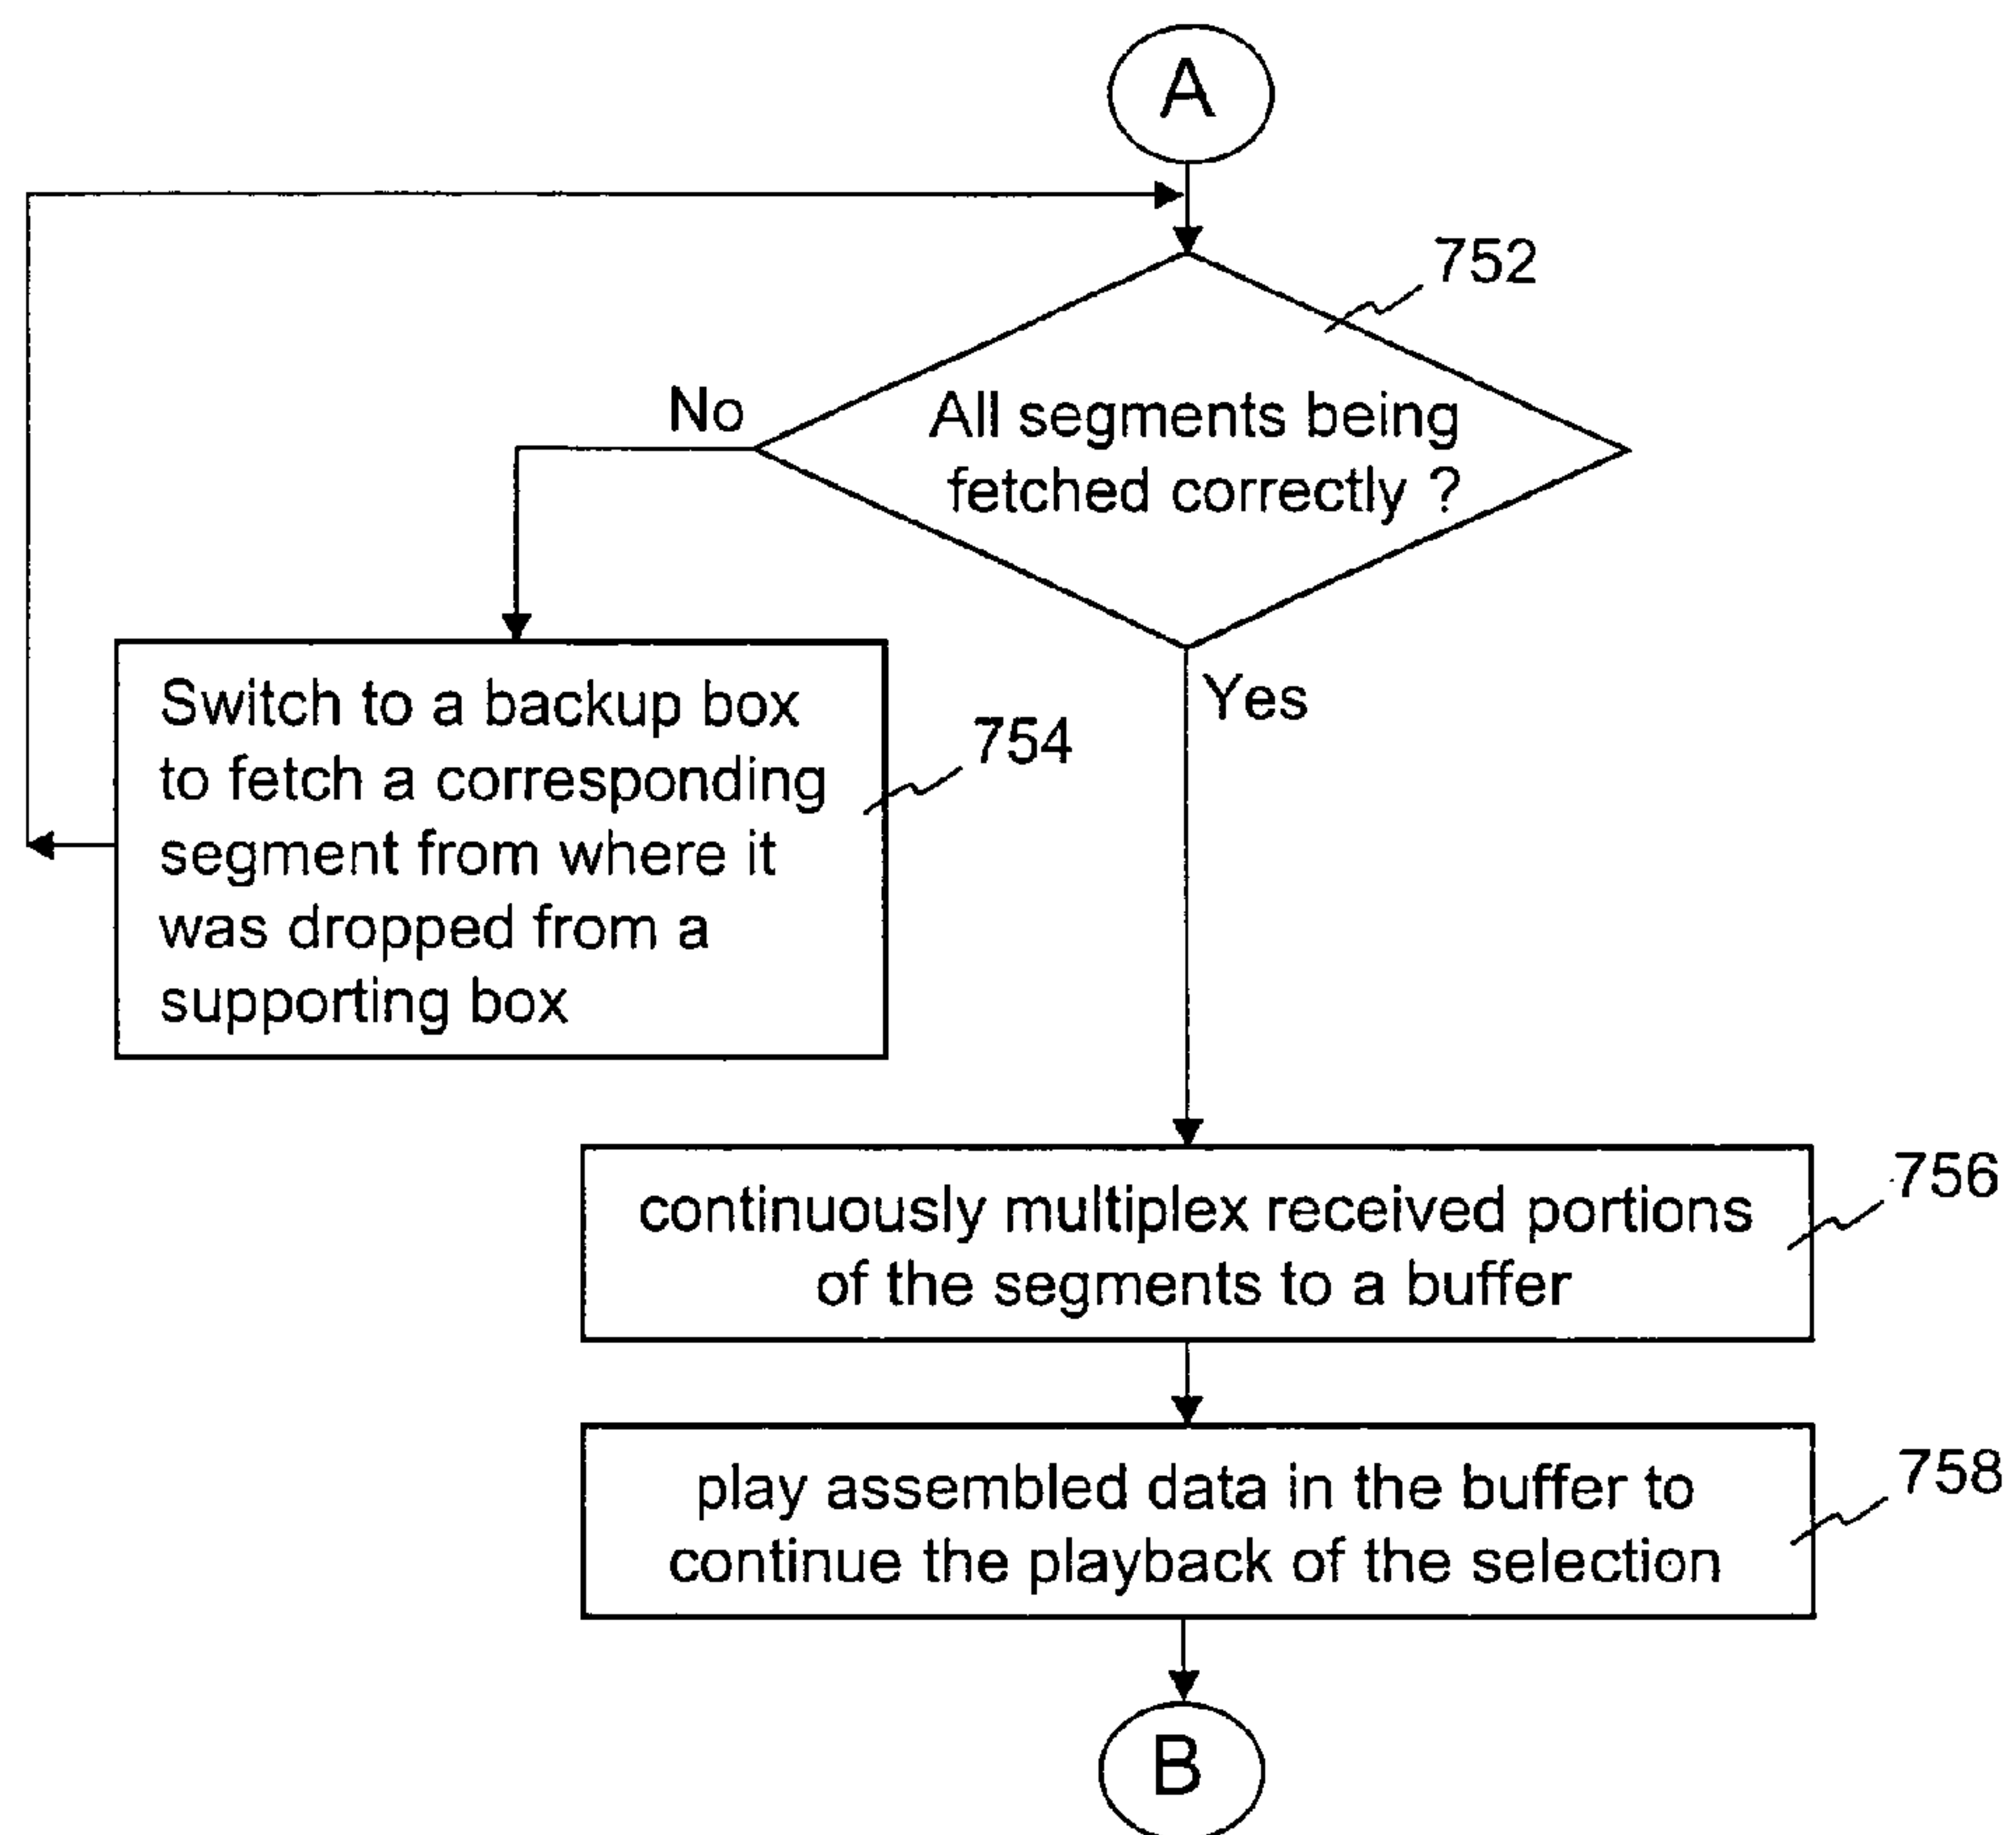 A
752
No
All segments being
fetched correctly ?
Yes
Switch to a backup box
to fetch a corresponding
segment from where it
was dropped from a
supporting box
754
continuously multiplex received portions
of the segments to a buffer
756
play assembled data in the buffer to
continue the playback of the selection
758
B